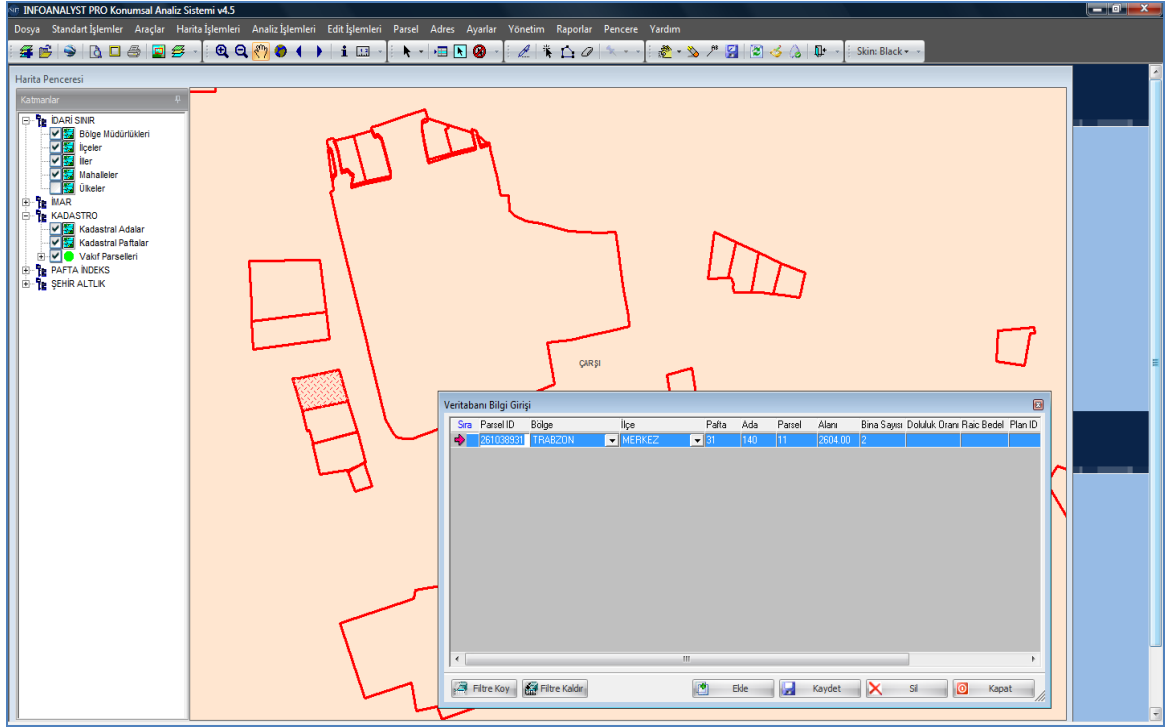 INFOANALYST PRO Konumsal Analiz Sistemi v4.5
Dosya Standart İşlemler Araçlar Harita İşlemleri Analiz İşlemleri Edit İşlemleri Parsel Adres Ayarlar Yönetim Raporlar Pencere Yardım
Skin: Black
Harita Penceresi
Katmanlar
İDARİ SINIR
Bölge Müdürlükleri
İlçeler
İller
Mahalleler
Ülkeler
İMAR
KADASTRO
Kadastral Adalar
Kadastral Paftalar
Vakıf Parselleri
PAFTA İNDEKS
ŞEHİR ALTLIK
ÇARŞI
Veritabanı Bilgi Girişi
Sıra Parsel ID Bölge İlçe Pafta Ada Parsel Alanı Bina Sayısı Doluluk Oranı Raic Bedel Plan ID
261038931 TRABZON MERKEZ 31 140 11 2604.00 2
Filtre Koy Filtre Kaldır Ekle Kaydet Sil Kapat